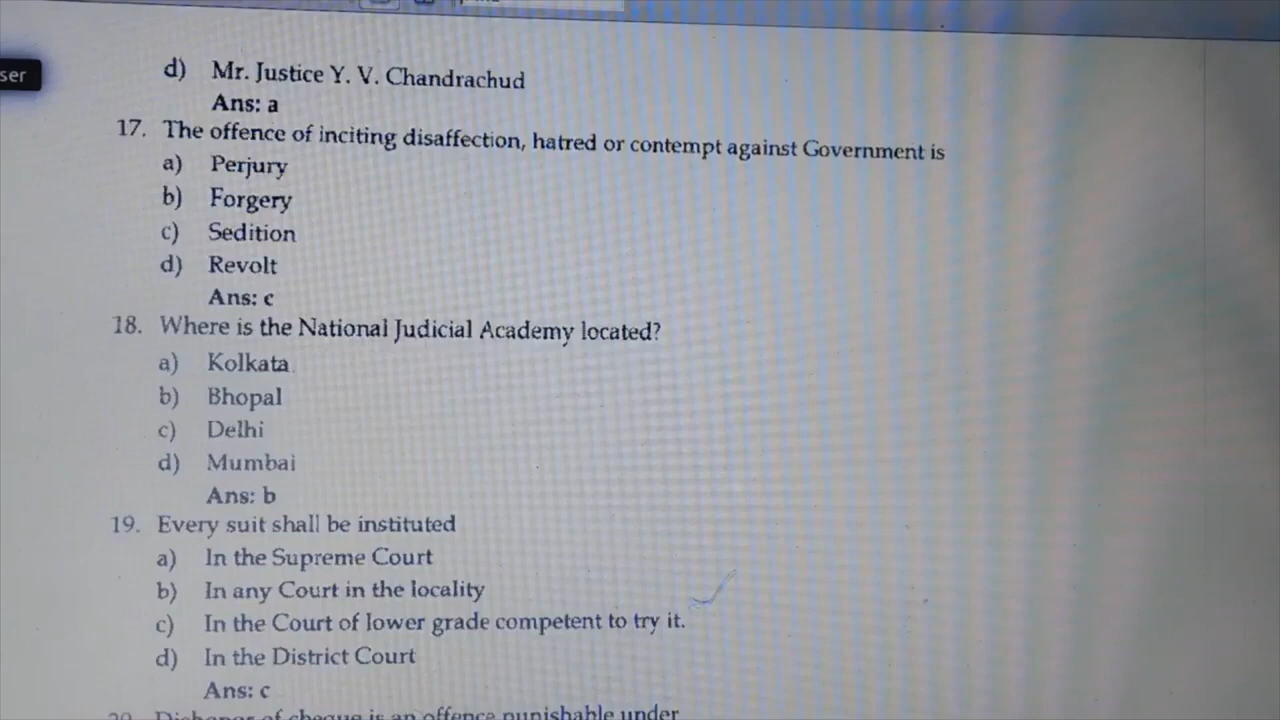 ser
d) Mr. Justice Y. V. Chandrachud
Ans: a
17. The offence of inciting disaffection, hatred or contempt against Government is
a) Perjury
b) Forgery
c) Sedition
d) Revolt
Ans: c
18. Where is the National Judicial Academy located?
a) Kolkata
b) Bhopal
c) Delhi
d) Mumbai
Ans: b
19. Every suit shall be instituted
a) In the Supreme Court
b) In any Court in the locality
c) In the Court of lower grade competent to try it.
d) In the District Court
Ans: c
20. Dishonor of cheque is an offence punishable under